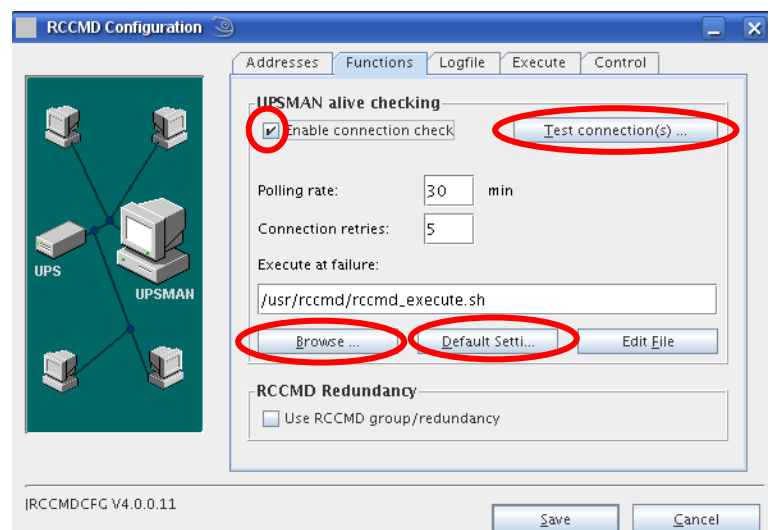 RCCMD Configuration
Addresses Functions Logfile Execute Control
UPSMAN alive checking
Enable connection check
Test connection(s) ...
Polling rate: 30 min
Connection retries: 5
Execute at failure:
/usr/rccmd/rccmd_execute.sh
Browse ... Default Setti... Edit File
RCCMD Redundancy
Use RCCMD group/redundancy
UPS
UPSMAN
RCCMDCFG V4.0.0.11
Save Cancel